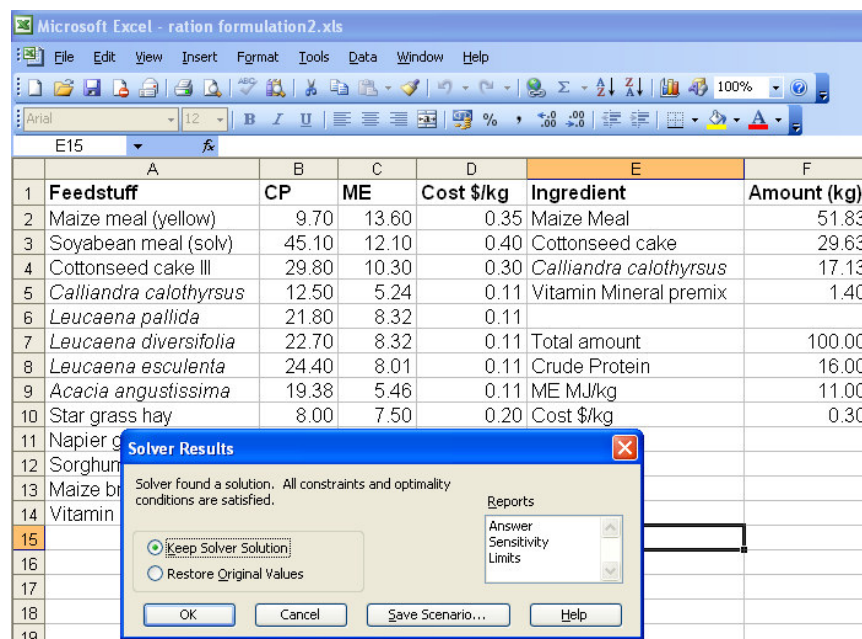 Microsoft Excel - ration formulation2.xls
File Edit View Insert Format Tools Data Window Help
100%
Arial 12 B I U
E15 fx
A B C D E F
1 Feedstuff CP ME Cost $/kg Ingredient Amount (kg)
2 Maize meal (yellow) 9.70 13.60 0.35 Maize Meal 51.83
3 Soyabean meal (solv) 45.10 12.10 0.40 Cottonseed cake 29.63
4 Cottonseed cake III 29.80 10.30 0.30 Calliandra calothyrsus 17.13
5 Calliandra calothyrsus 12.50 5.24 0.11 Vitamin Mineral premix 1.40
6 Leucaena pallida 21.80 8.32 0.11
7 Leucaena diversifolia 22.70 8.32 0.11 Total amount 100.00
8 Leucaena esculenta 24.40 8.01 0.11 Crude Protein 16.00
9 Acacia angustissima 19.38 5.46 0.11 ME MJ/kg 11.00
10 Star grass hay 8.00 7.50 0.20 Cost $/kg 0.30
11 Napier g
12 Sorghum
13 Maize br
14 Vitamin
15
16
17
18
19
Solver Results
Solver found a solution. All constraints and optimality
conditions are satisfied.
Reports
Answer
Sensitivity
Limits
Keep Solver Solution
Restore Original Values
OK Cancel Save Scenario... Help